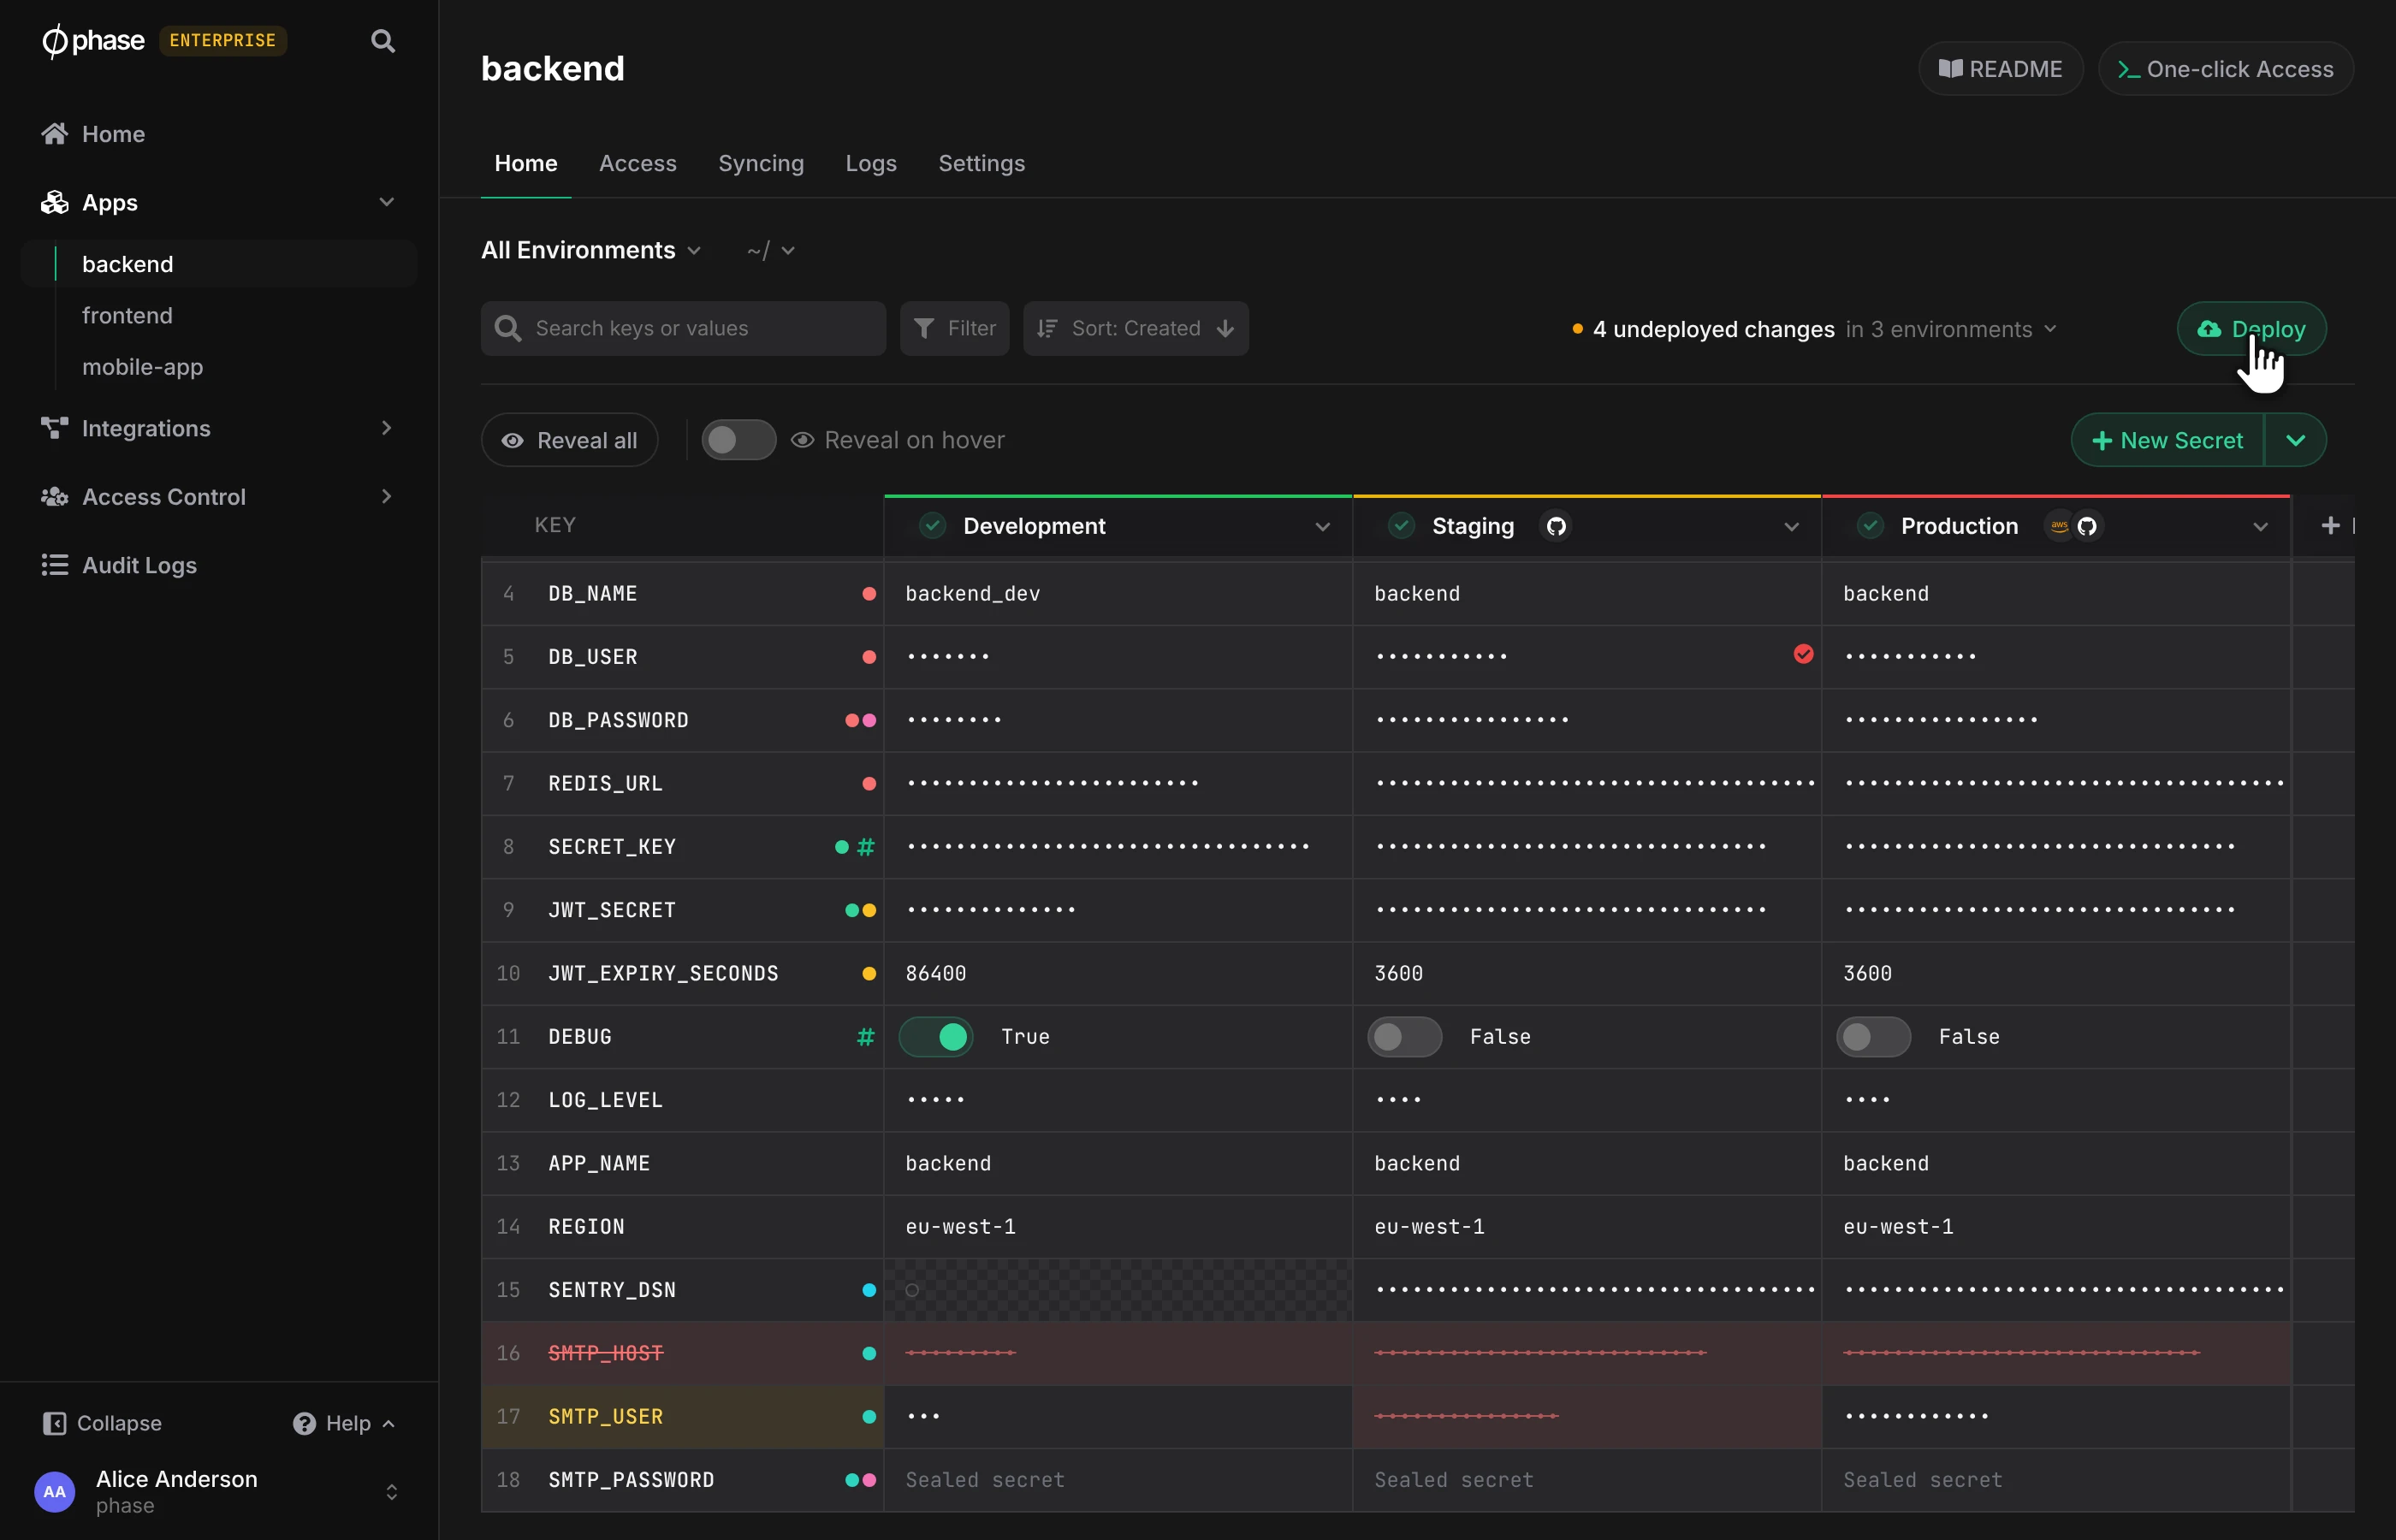 phase ENTERPRISE
Home
Apps
backend
frontend
mobile-app
Integrations
Access Control
Audit Logs
Collapse
Help
AA
Alice Anderson
phase
backend
README
One-click Access
Home Access Syncing Logs Settings
All Environments ~/
Search keys or values
Filter
Sort: Created
4 undeployed changes in 3 environments
Deploy
Reveal all
Reveal on hover
New Secret
KEY Development Staging Production aws
4 DB_NAME backend_dev backend backend
5 DB_USER ••••••• ••••••••••• •••••••••••
6 DB_PASSWORD •••••••• •••••••••••••••• ••••••••••••••••
7 REDIS_URL
8 SECRET_KEY #
9 JWT_SECRET
10 JWT_EXPIRY_SECONDS 86400 3600 3600
11 DEBUG # True False False
12 LOG_LEVEL ••••• •••• ••••
13 APP_NAME backend backend backend
14 REGION eu-west-1 eu-west-1 eu-west-1
15 SENTRY_DSN
16 SMTP_HOST
17 SMTP_USER •••
18 SMTP_PASSWORD Sealed secret Sealed secret Sealed secret